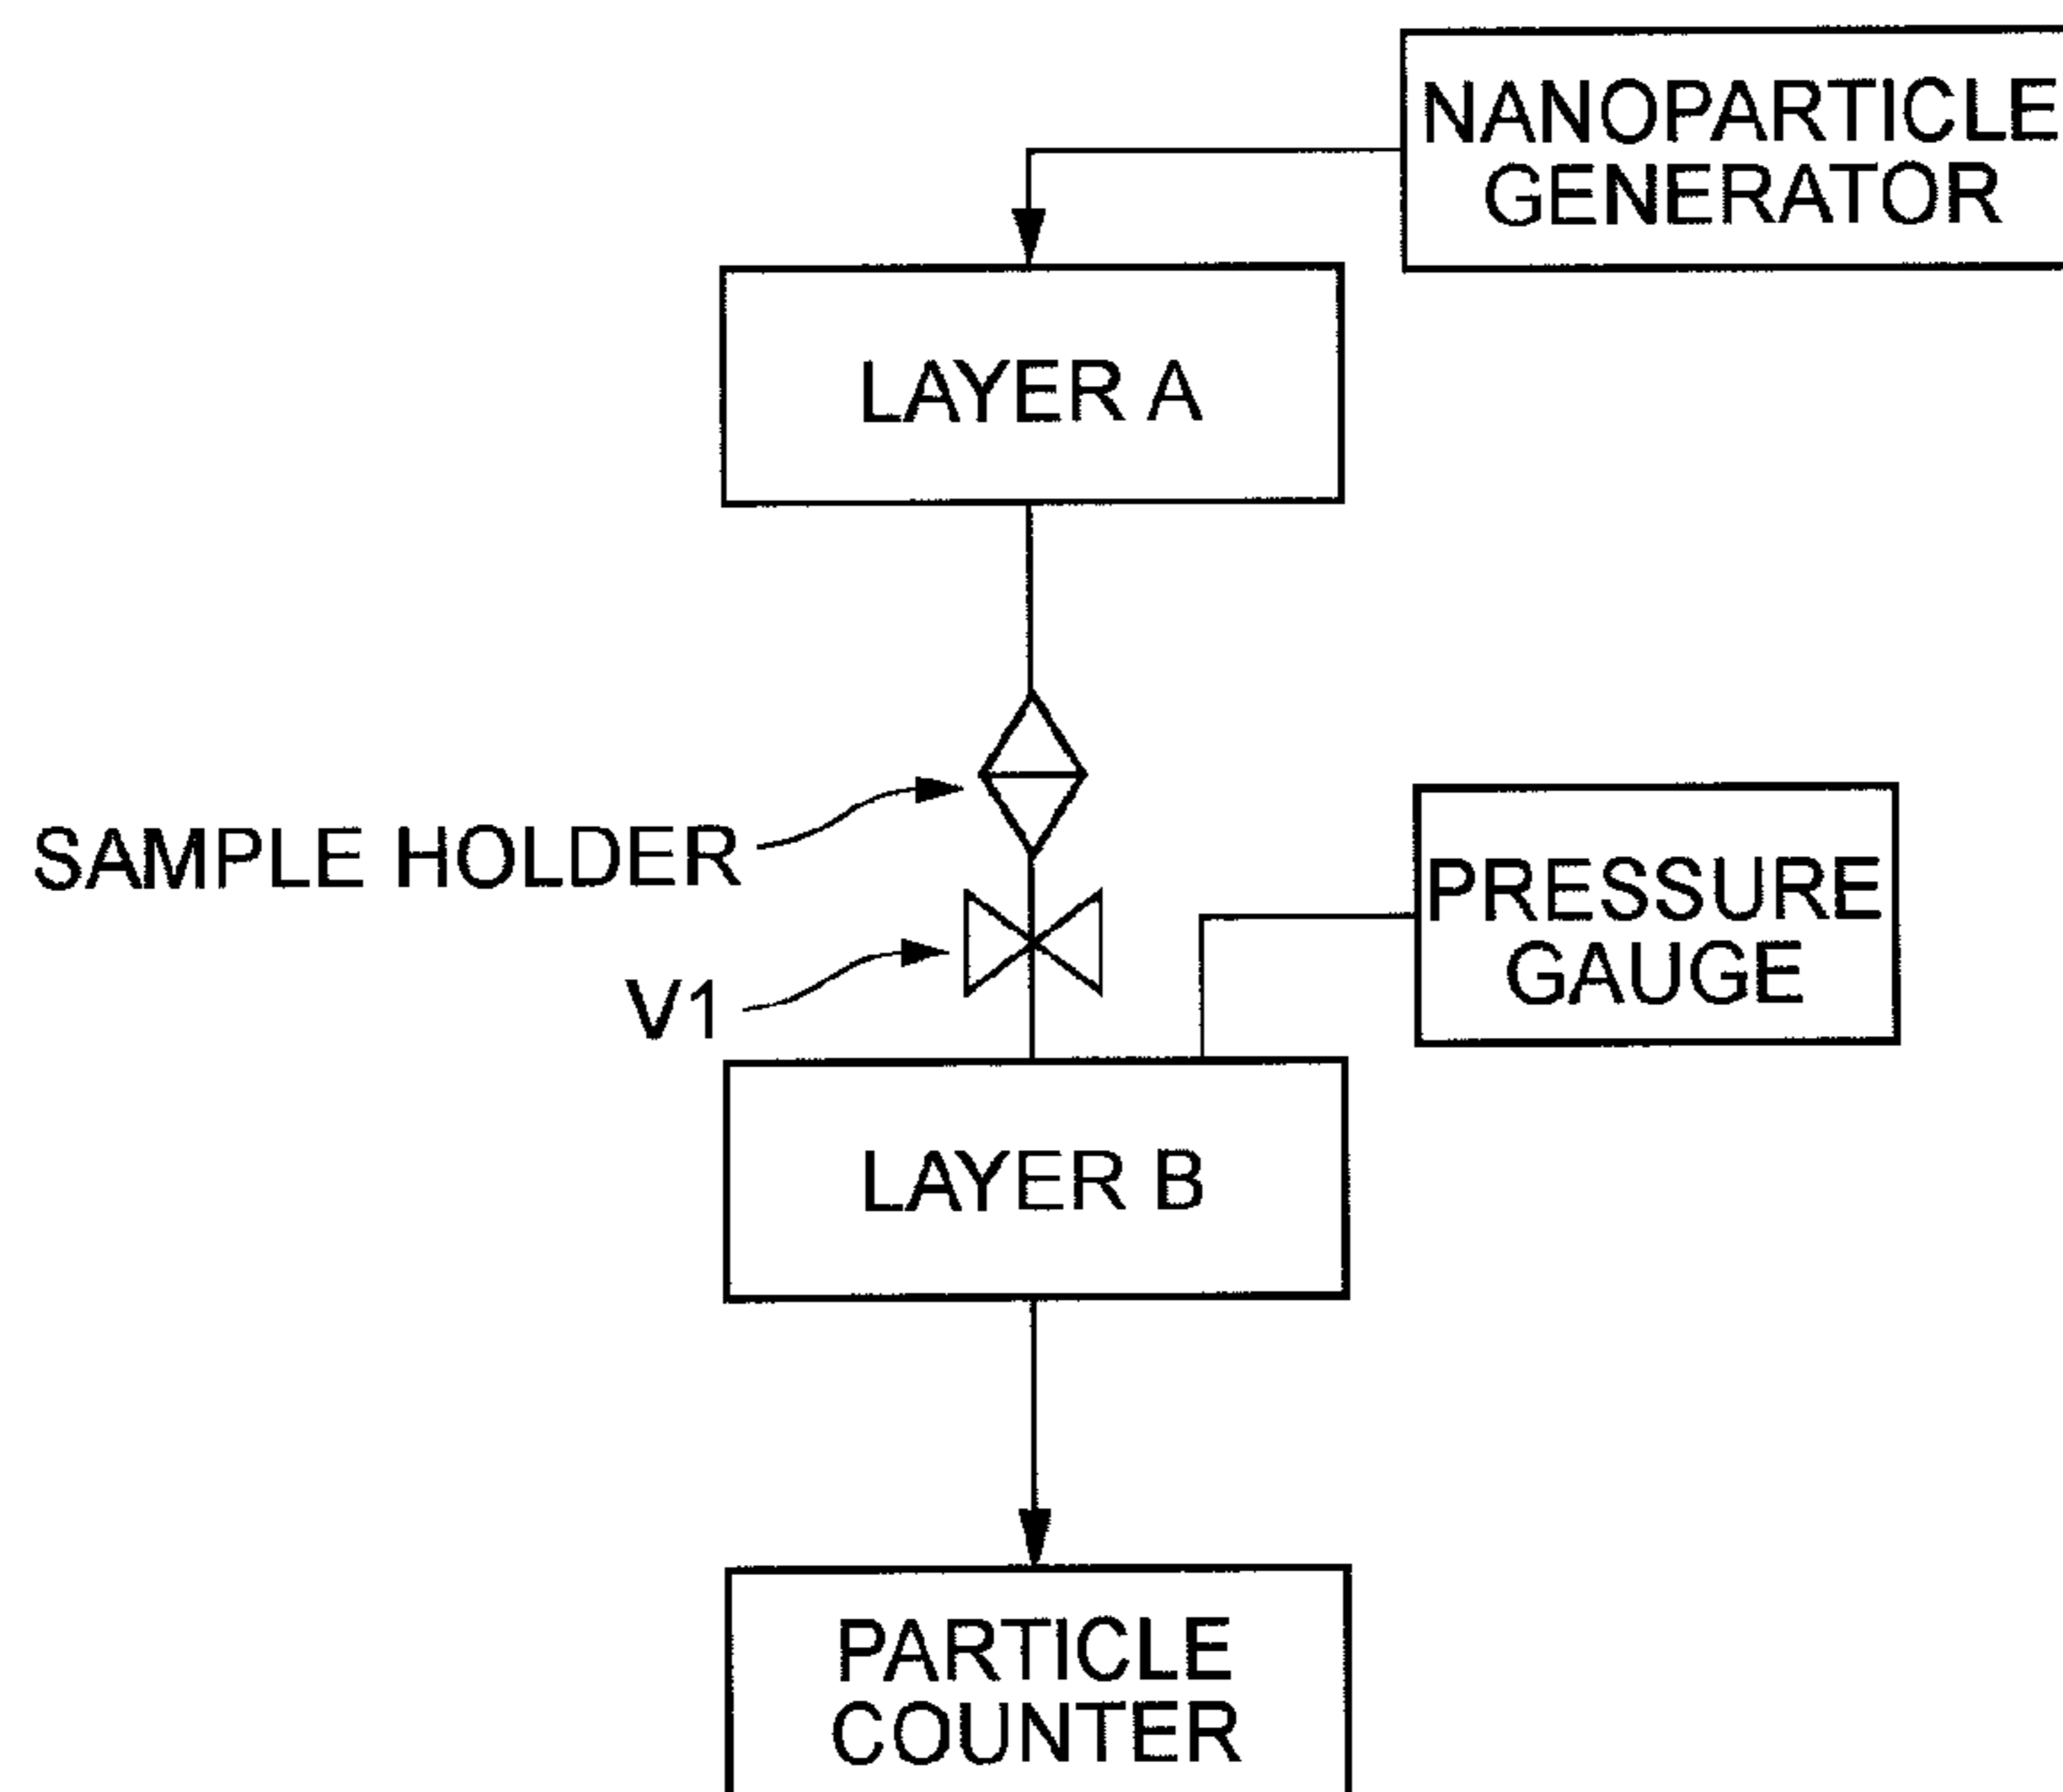 NANOPARTICLE
GENERATOR
LAYER A
SAMPLE HOLDER
PRESSURE
GAUGE
V1
LAYER B
PARTICLE
COUNTER